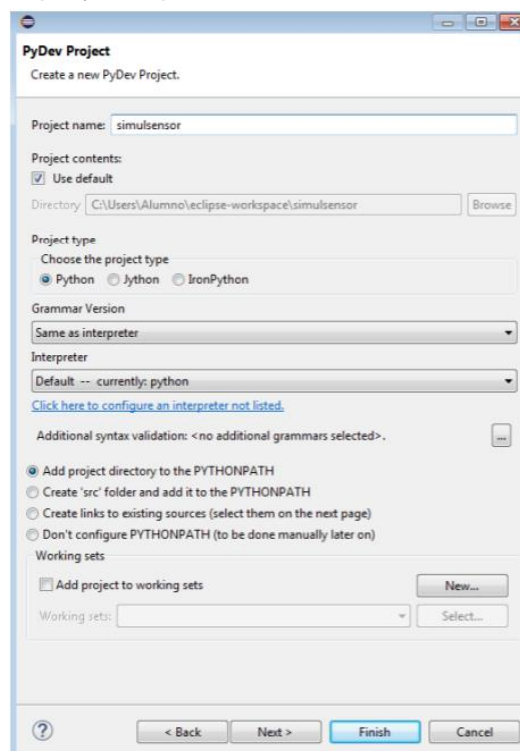 PyDev Project
Create a new PyDev Project.
Project name: simulsensor
Project contents:
Use default
Directory C:\Users\Alumno\eclipse-workspace\simulsensor Browse
Project type
Choose the project type
Python Jython IronPython
Grammar Version
Same as interpreter
Interpreter
Default -- currently: python
Click here to configure an interpreter not listed.
Additional syntax validation: <no additional grammars selected>. ...
Add project directory to the PYTHONPATH
Create 'src' folder and add it to the PYTHONPATH
Create links to existing sources (select them on the next page)
Don't configure PYTHONPATH (to be done manually later on)
Working sets
Add project to working sets New...
Working sets: Select...
? < Back Next > Finish Cancel